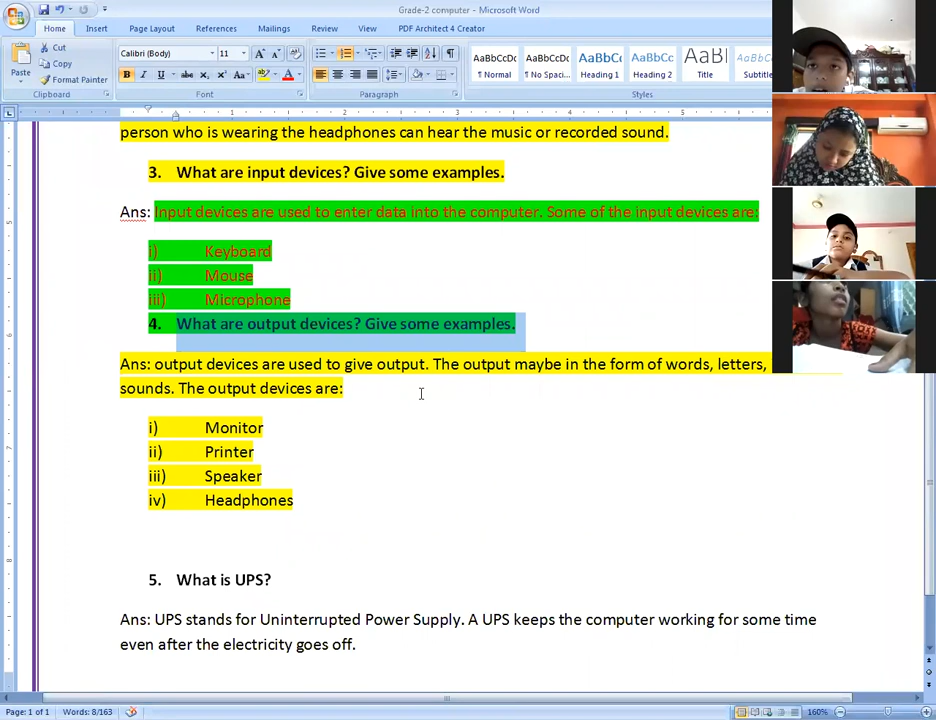 Grade-2 computer - Microsoft Word
Home Insert Page Layout References Mailings Review View PDF Architect 4 Creator
Paste Cut Copy Format Painter
Calibri (Body) 11
AaBbCcDc AaBbCcDc AaBbCc AaBbCc AaB AaBbCc
¶ Normal ¶ No Spaci... Heading 1 Heading 2 Title Subtitle
Clipboard Font Paragraph Styles
person who is wearing the headphones can hear the music or recorded sound.
3. What are input devices? Give some examples.
Ans: Input devices are used to enter data into the computer. Some of the input devices are:
i) Keyboard
ii) Mouse
iii) Microphone
4. What are output devices? Give some examples.
Ans: output devices are used to give output. The output maybe in the form of words, letters,
sounds. The output devices are:
i) Monitor
ii) Printer
iii) Speaker
iv) Headphones
5. What is UPS?
Ans: UPS stands for Uninterrupted Power Supply. A UPS keeps the computer working for some time
even after the electricity goes off.
Page: 1 of 1 Words: 8/163 160%